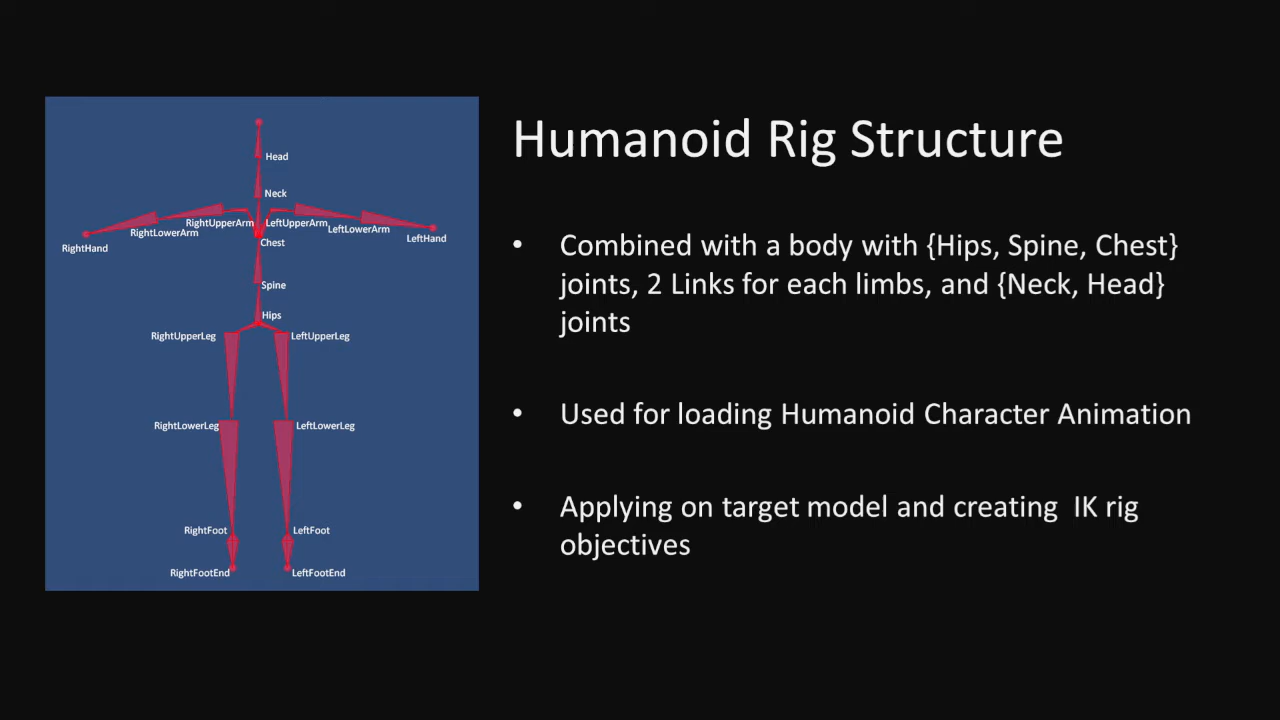 Humanoid Rig Structure
• Combined with a body with {Hips, Spine, Chest}
joints, 2 Links for each limbs, and {Neck, Head}
joints
• Used for loading Humanoid Character Animation
• Applying on target model and creating  IK rig
objectives
Head
Neck
RightUpperArm LeftUpperArm
RightLowerArm LeftLowerArm
RightHand LeftHand
Chest
Spine
Hips
RightUpperLeg LeftUpperLeg
RightLowerLeg LeftLowerLeg
RightFoot LeftFoot
RightFootEnd LeftFootEnd